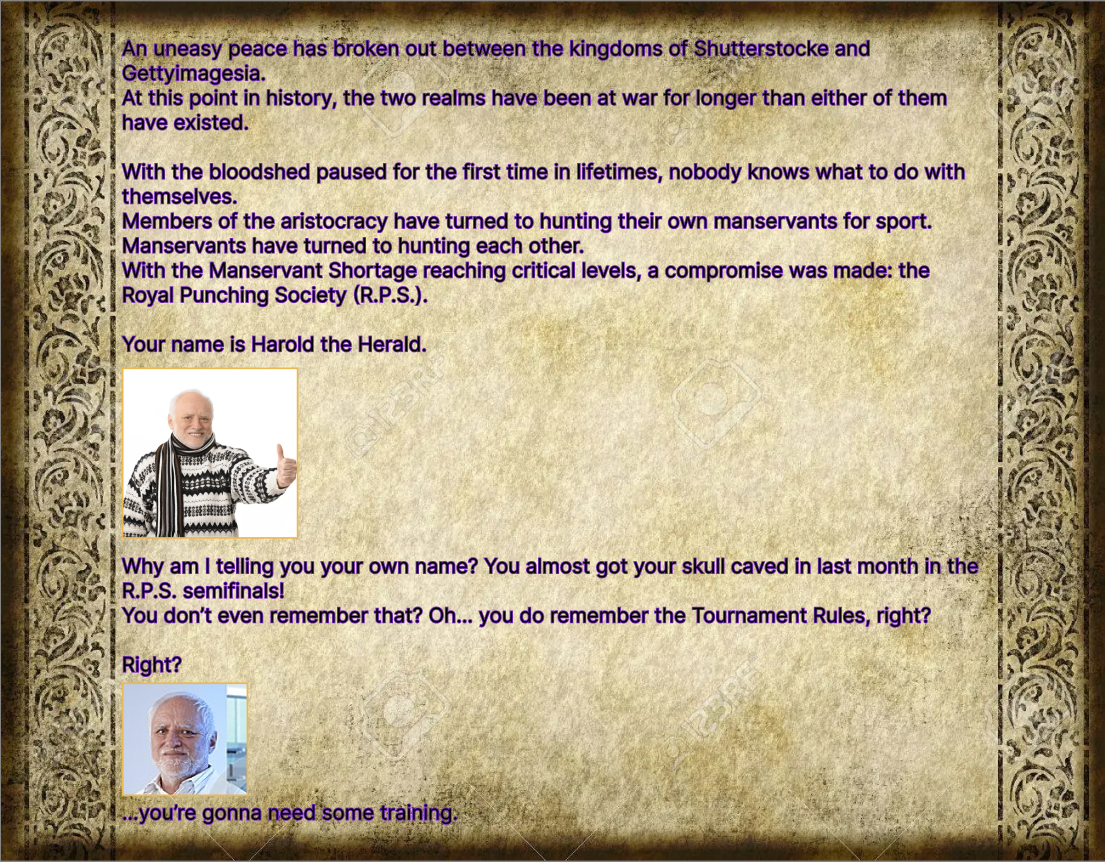 An uneasy peace has broken out between the kingdoms of Shutterstocke and
Gettyimagesia.
At this point in history, the two realms have been at war for longer than either of them
have existed.
With the bloodshed paused for the first time in lifetimes, nobody knows what to do with
themselves.
Members of the aristocracy have turned to hunting their own manservants for sport.
Manservants have turned to hunting each other.
With the Manservant Shortage reaching critical levels, a compromise was made: the
Royal Punching Society (R.P.S.).
Your name is Harold the Herald.
123RF
Why am I telling you your own name? You almost got your skull caved in last month in the
R.P.S. semifinals!
You don’t even remember that? Oh... you do remember the Tournament Rules, right?
Right?
123RF
...you’re gonna need some training.